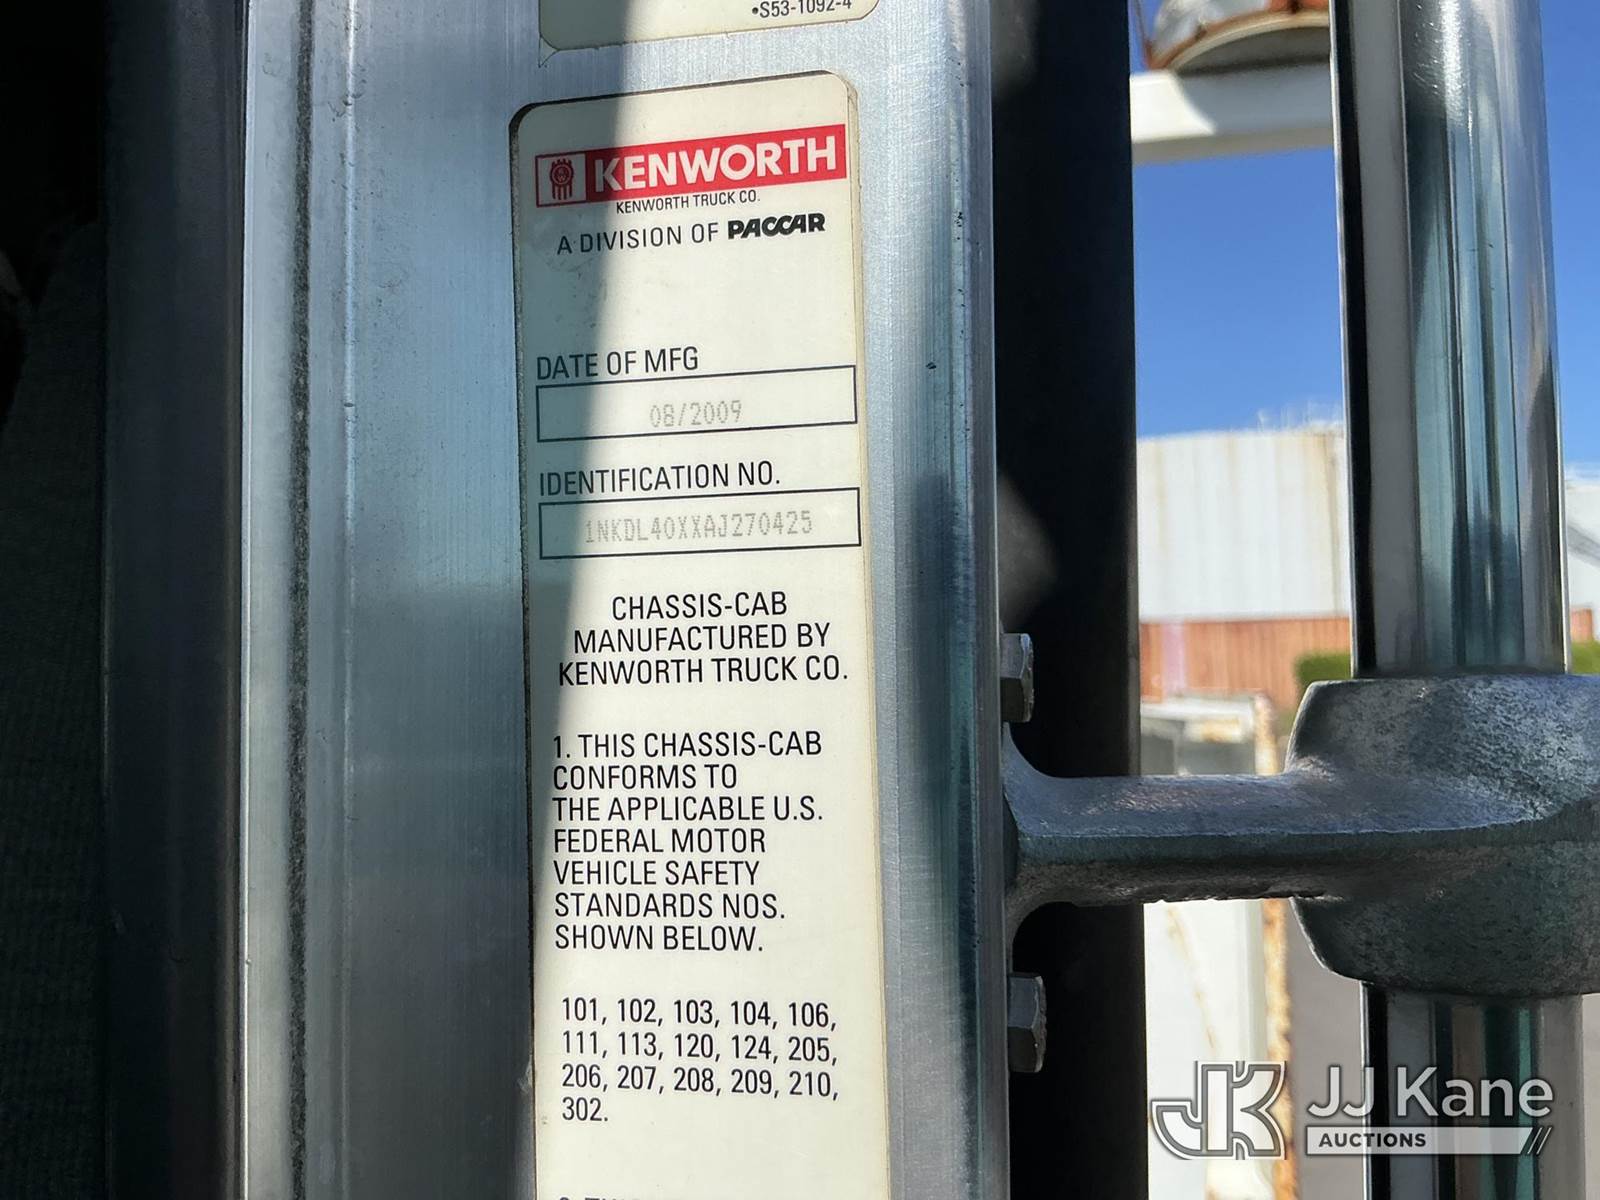 •S53-1092-4
KENWORTH
KENWORTH TRUCK CO.
A DIVISION OF PACCAR
DATE OF MFG
08/2009
IDENTIFICATION NO.
1NKDL40XXAJ270425
CHASSIS-CAB
MANUFACTURED BY
KENWORTH TRUCK CO.
1. THIS CHASSIS-CAB
CONFORMS TO
THE APPLICABLE U.S.
FEDERAL MOTOR
VEHICLE SAFETY
STANDARDS NOS.
SHOWN BELOW.
101, 102, 103, 104, 106,
111, 113, 120, 124, 205,
206, 207, 208, 209, 210,
302.
JK JJ Kane
AUCTIONS